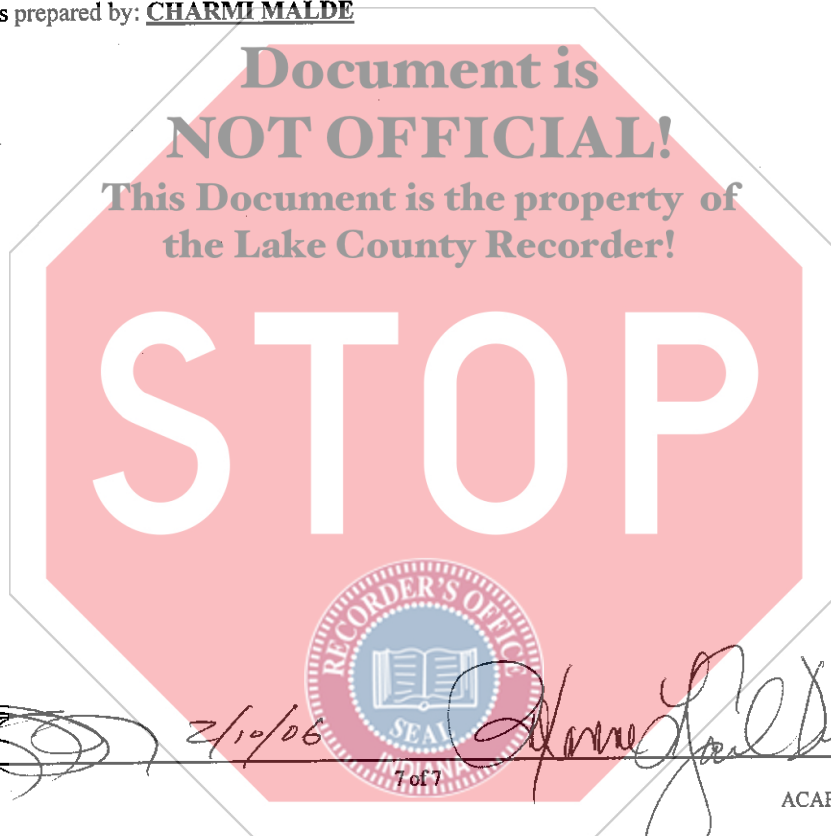 s prepared by: CHARMI MALDE
Document is
NOT OFFICIAL!
This Document is the property of
the Lake County Recorder!
STOP
RECORDER'S OFFICE
SEAL
INDIANA
2/10/06
7 of 7